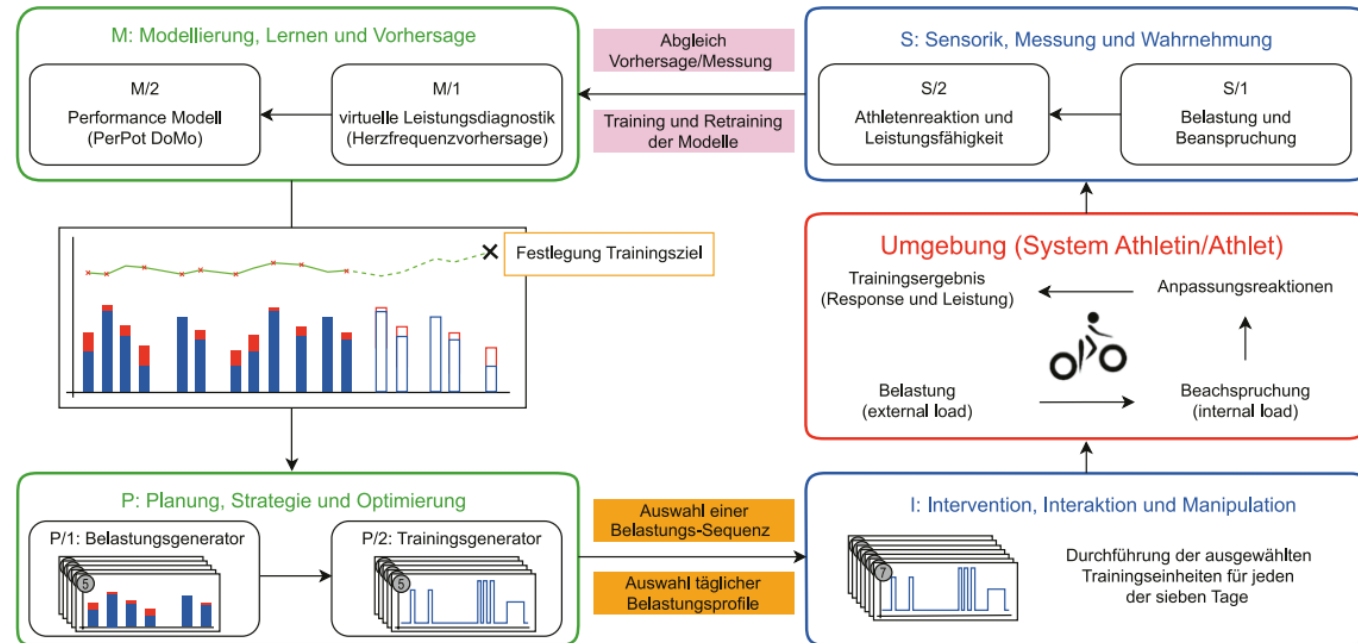 M: Modellierung, Lernen und Vorhersage
M/2
Performance Modell
(PerPot DoMo)
M/1
virtuelle Leistungsdiagnostik
(Herzfrequenzvorhersage)
Abgleich
Vorhersage/Messung
Training und Retraining
der Modelle
S: Sensorik, Messung und Wahrnehmung
S/2
Athletenreaktion und
Leistungsfähigkeit
S/1
Belastung und
Beanspruchung
Festlegung Trainingsziel
Umgebung (System Athletin/Athlet)
Trainingsergebnis
(Response und Leistung)
Anpassungsreaktionen
Belastung
(external load)
Beachspruchung
(internal load)
P: Planung, Strategie und Optimierung
P/1: Belastungsgenerator
5
P/2: Trainingsgenerator
5
Auswahl einer
Belastungs-Sequenz
Auswahl täglicher
Belastungsprofile
I: Intervention, Interaktion und Manipulation
7
Durchführung der ausgewählten
Trainingseinheiten für jeden
der sieben Tage